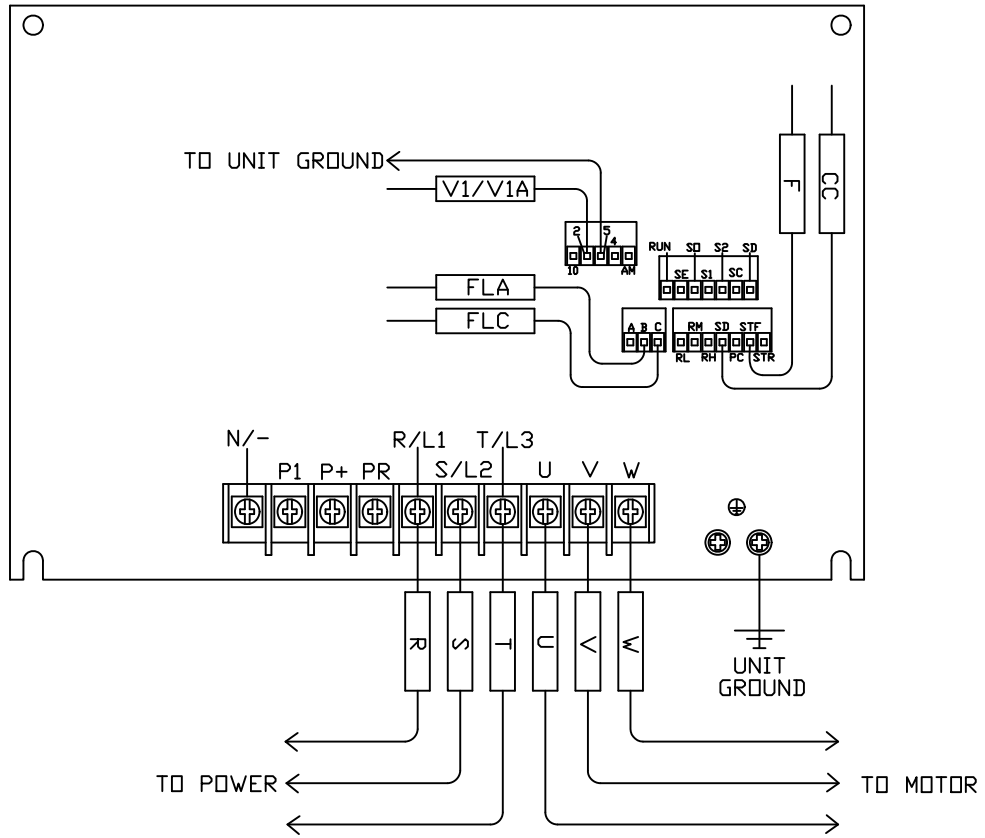 TO UNIT GROUND
V1/V1A
F
CC
2
5
4
10
AM
RUN
SO
S2
SD
SE
S1
SC
FLA
FLC
A
B
C
RM
SD
STF
RL
RH
PC
STR
N/-
R/L1
T/L3
P1
P+
PR
S/L2
U
V
W
R
S
T
U
V
W
UNIT
GROUND
TO POWER
TO MOTOR